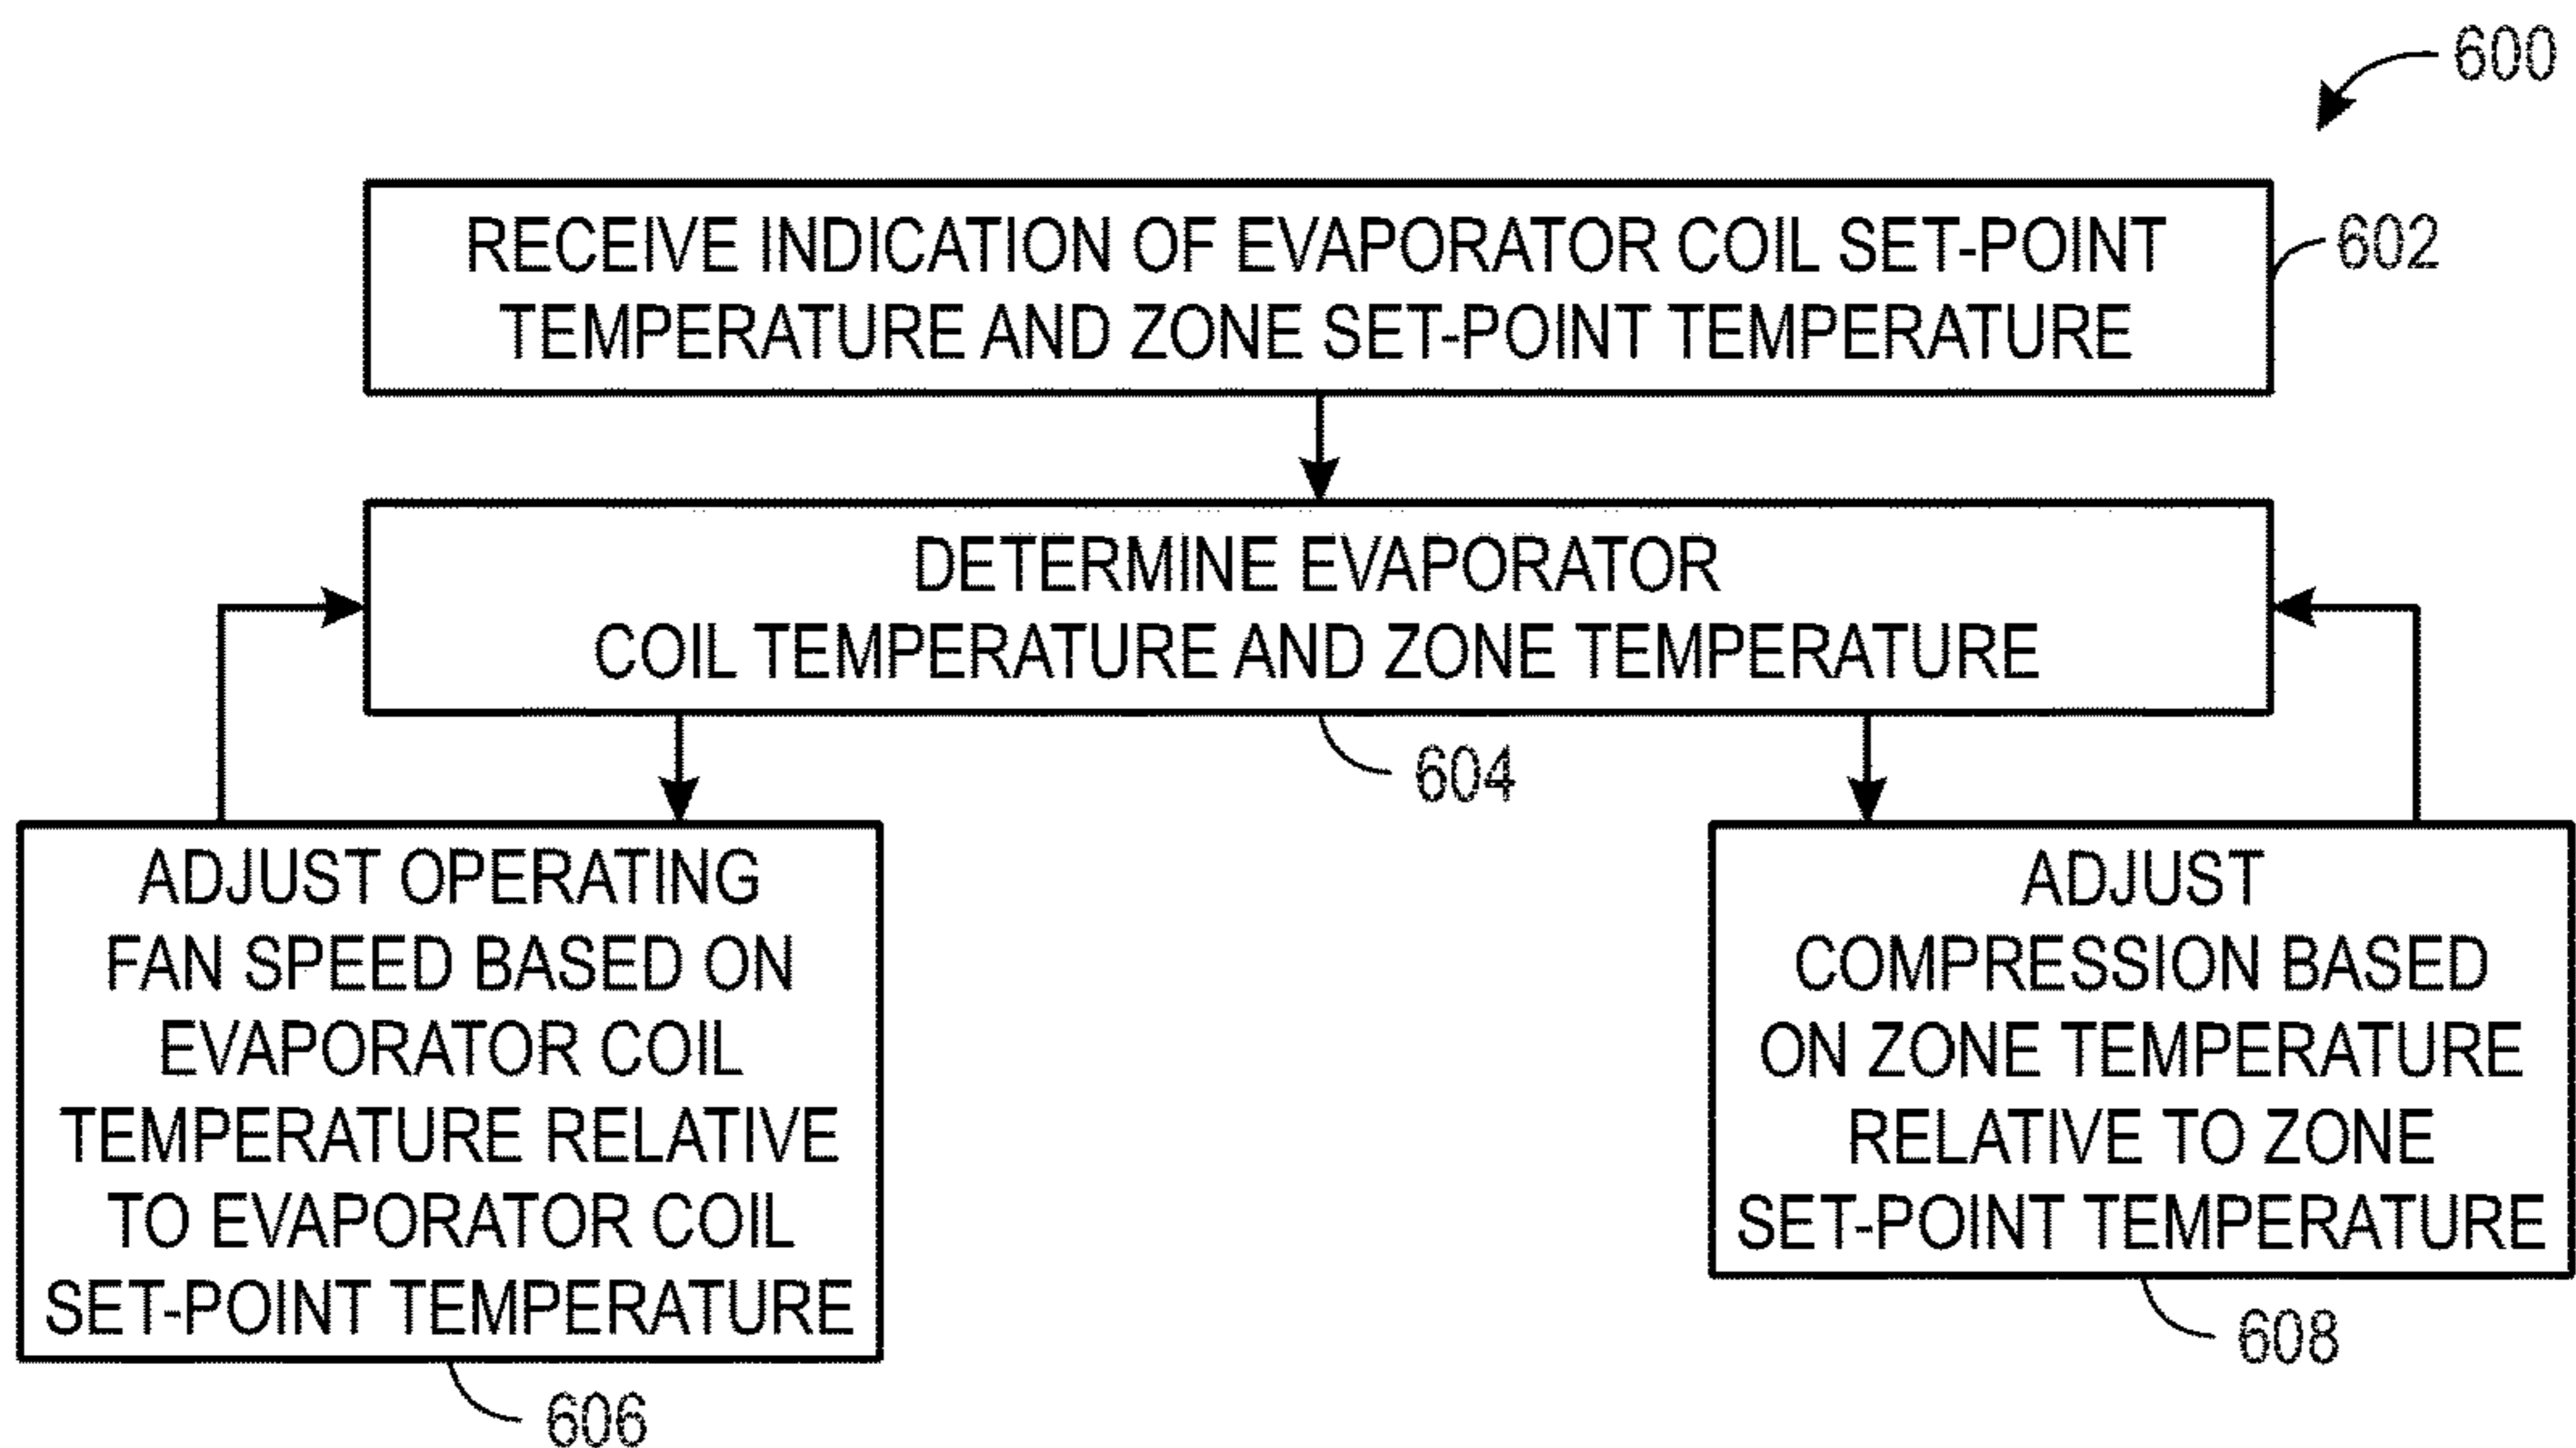 600
RECEIVE INDICATION OF EVAPORATOR COIL SET-POINT
TEMPERATURE AND ZONE SET-POINT TEMPERATURE
602
DETERMINE EVAPORATOR
COIL TEMPERATURE AND ZONE TEMPERATURE
604
ADJUST OPERATING
FAN SPEED BASED ON
EVAPORATOR COIL
TEMPERATURE RELATIVE
TO EVAPORATOR COIL
SET-POINT TEMPERATURE
606
ADJUST
COMPRESSION BASED
ON ZONE TEMPERATURE
RELATIVE TO ZONE
SET-POINT TEMPERATURE
608